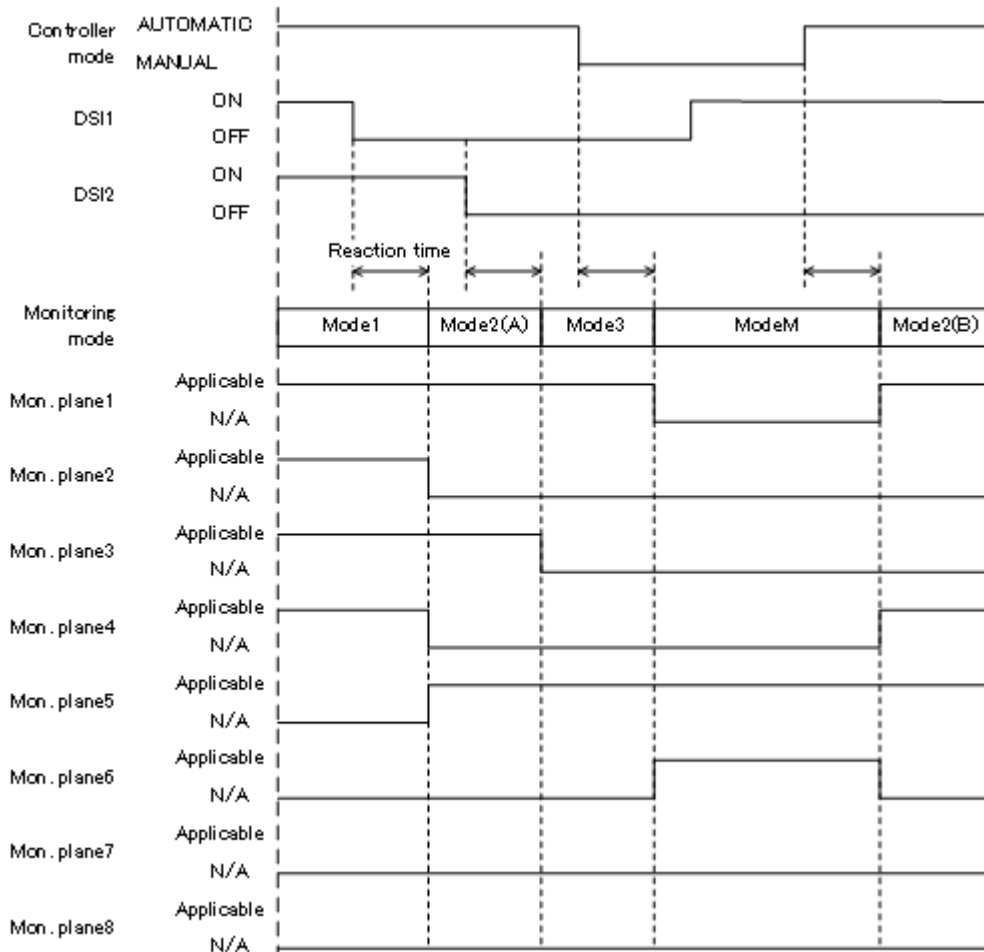 Controller mode
AUTOMATIC
MANUAL
DSI1
ON
OFF
DSI2
ON
OFF
Reaction time
Monitoring mode
Mode1
Mode2(A)
Mode3
ModeM
Mode2(B)
Mon.plane1
Applicable
N/A
Mon.plane2
Applicable
N/A
Mon.plane3
Applicable
N/A
Mon.plane4
Applicable
N/A
Mon.plane5
Applicable
N/A
Mon.plane6
Applicable
N/A
Mon.plane7
Applicable
N/A
Mon.plane8
Applicable
N/A